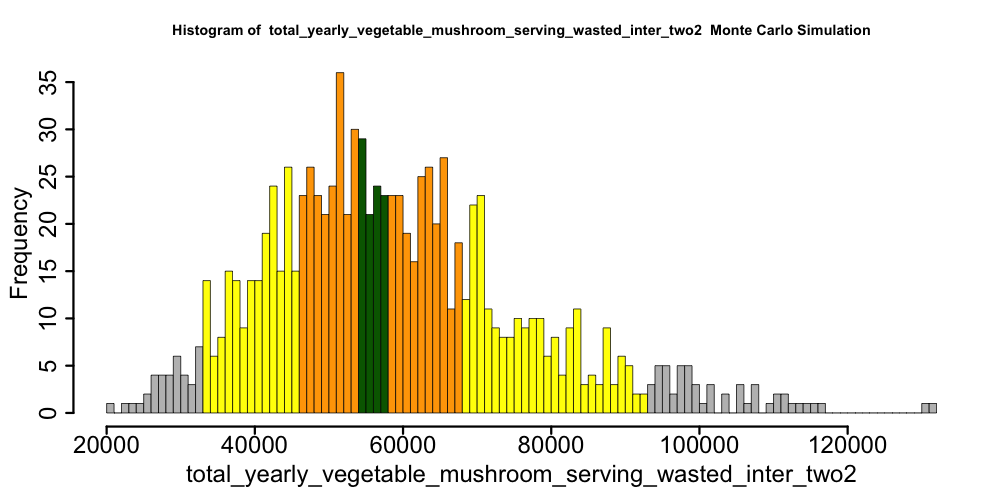 Histogram of  total_yearly_vegetable_mushroom_serving_wasted_inter_two2  Monte Carlo Simulation
Frequency
35
30
25
20
15
10
5
0
20000 40000 60000 80000 100000 120000
total_yearly_vegetable_mushroom_serving_wasted_inter_two2